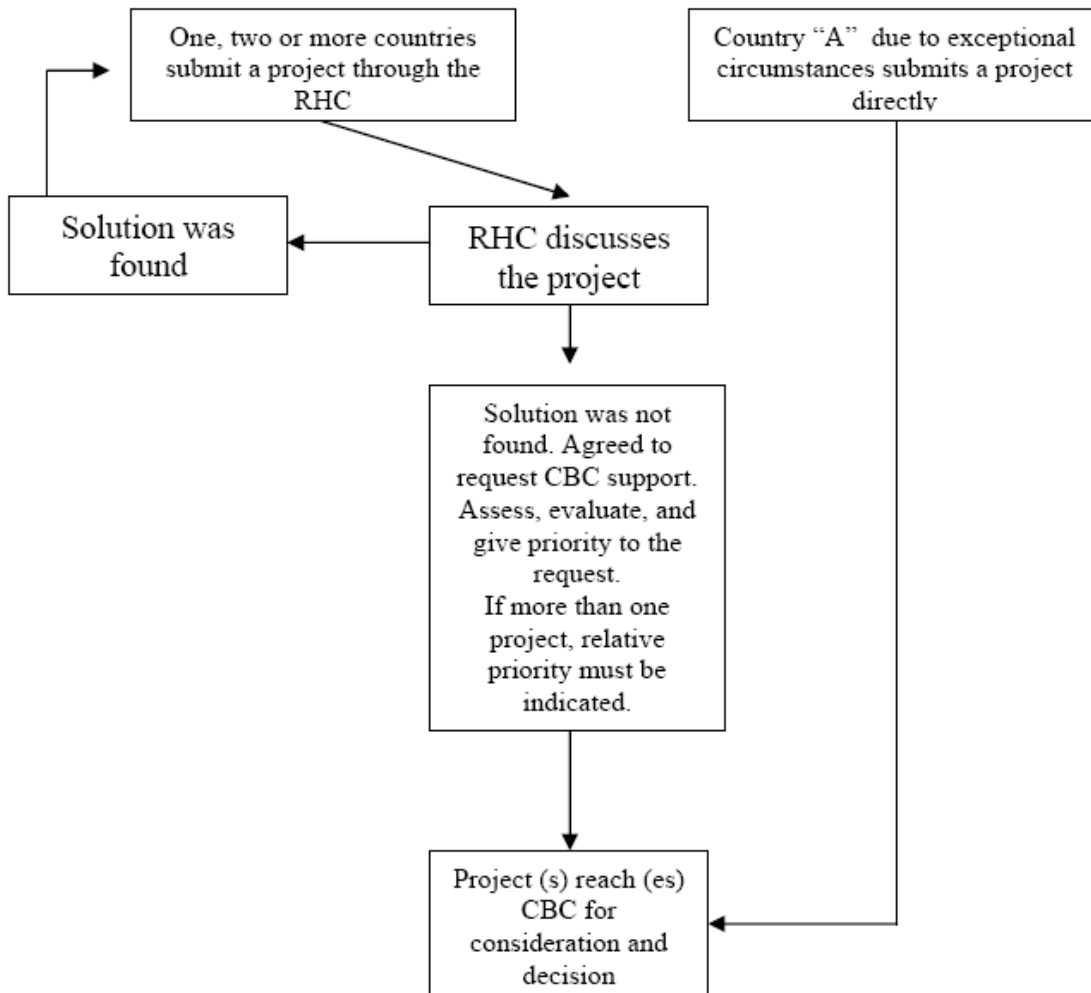 One, two or more countries
submit a project through the
RHC
Country “A” due to exceptional
circumstances submits a project
directly
Solution was
found
RHC discusses
the project
Solution was not
found. Agreed to
request CBC support.
Assess, evaluate, and
give priority to the
request.
If more than one
project, relative
priority must be
indicated.
Project (s) reach (es)
CBC for
consideration and
decision